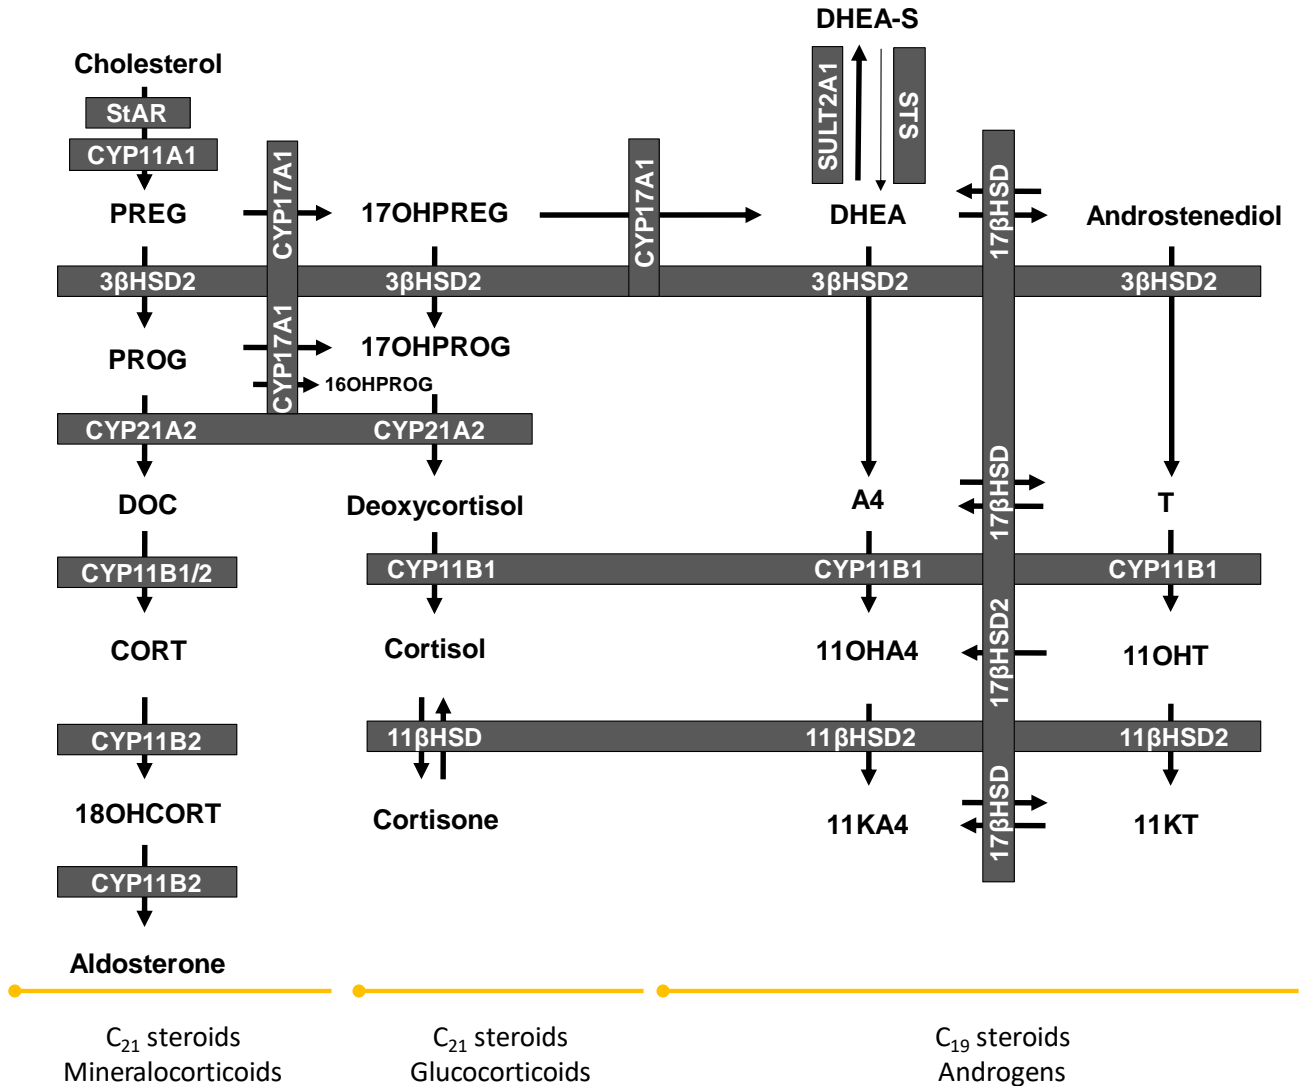 DHEA-S
Cholesterol
StAR
CYP11A1
SULT2A1
STS
CYP17A1
CYP17A1
17βHSD
PREG
17OHPREG
DHEA
Androstenediol
3βHSD2
3βHSD2
3βHSD2
3βHSD2
CYP17A1
PROG
17OHPROG
16OHPROG
CYP21A2
CYP21A2
17βHSD
DOC
Deoxycortisol
A4
T
CYP11B1/2
CYP11B1
CYP11B1
CYP11B1
17βHSD2
CORT
Cortisol
11OHA4
11OHT
CYP11B2
11βHSD
11βHSD2
11βHSD2
17βHSD
18OHCORT
Cortisone
11KA4
11KT
CYP11B2
Aldosterone
C21 steroids
Mineralocorticoids
C21 steroids
Glucocorticoids
C19 steroids
Androgens